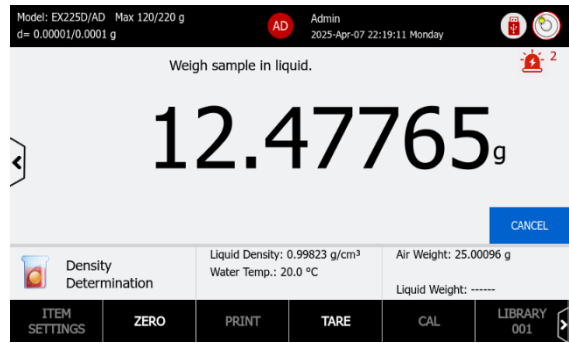 Model: EX225D/AD Max 120/220 g
d= 0.00001/0.0001 g
AD
Admin
2025-Apr-07 22:19:11 Monday
Weigh sample in liquid.
2
12.47765 g
CANCEL
Density
Determination
Liquid Density: 0.99823 g/cm³
Water Temp.: 20.0 °C
Air Weight: 25.00096 g
Liquid Weight: ------
ITEM
SETTINGS
ZERO
PRINT
TARE
CAL
LIBRARY
001